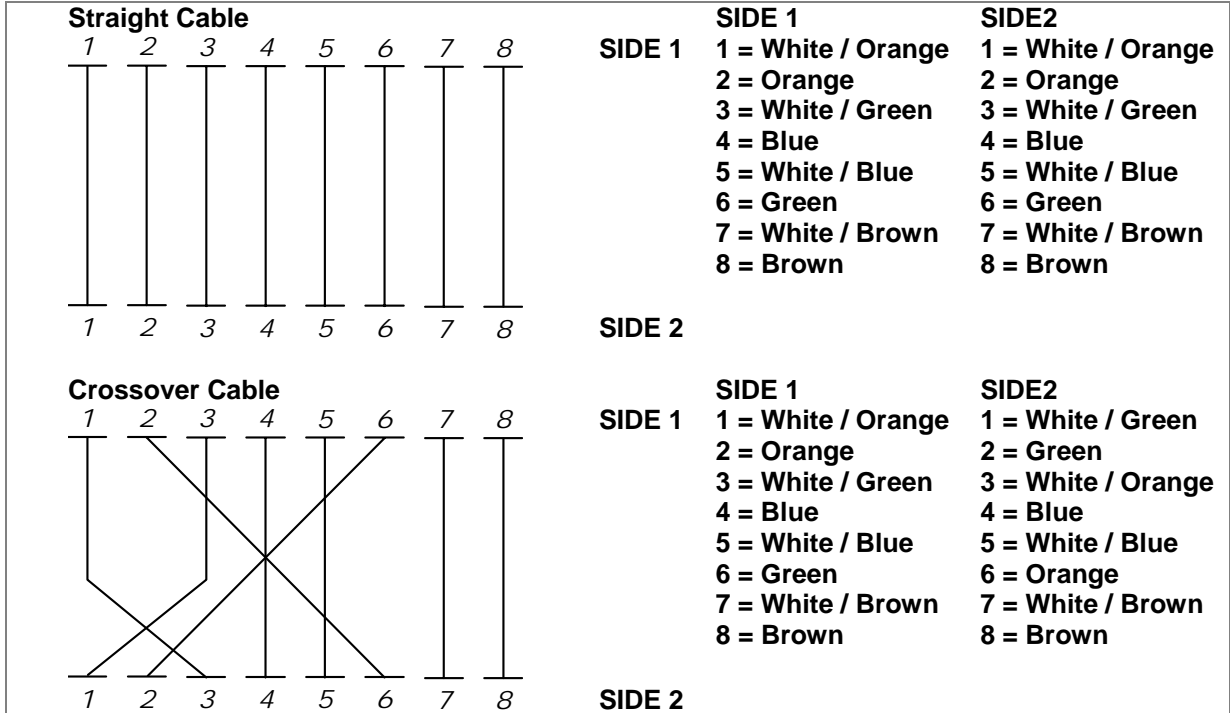 Straight Cable SIDE 1 SIDE2
1 2 3 4 5 6 7 8 SIDE 1 1 = White / Orange 1 = White / Orange
2 = Orange 2 = Orange
3 = White / Green 3 = White / Green
4 = Blue 4 = Blue
5 = White / Blue 5 = White / Blue
6 = Green 6 = Green
7 = White / Brown 7 = White / Brown
8 = Brown 8 = Brown
1 2 3 4 5 6 7 8 SIDE 2
Crossover Cable SIDE 1 SIDE2
1 2 3 4 5 6 7 8 SIDE 1 1 = White / Orange 1 = White / Green
2 = Orange 2 = Green
3 = White / Green 3 = White / Orange
4 = Blue 4 = Blue
5 = White / Blue 5 = White / Blue
6 = Green 6 = Orange
7 = White / Brown 7 = White / Brown
8 = Brown 8 = Brown
1 2 3 4 5 6 7 8 SIDE 2